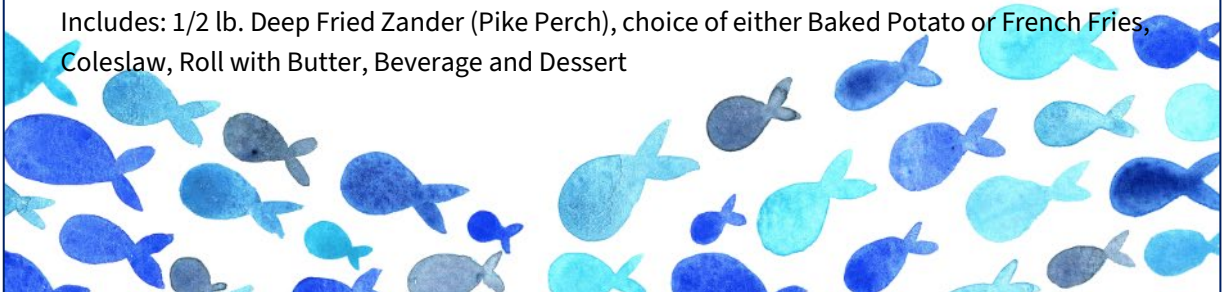 Includes: 1/2 lb. Deep Fried Zander (Pike Perch), choice of either Baked Potato or French Fries,
Coleslaw, Roll with Butter, Beverage and Dessert